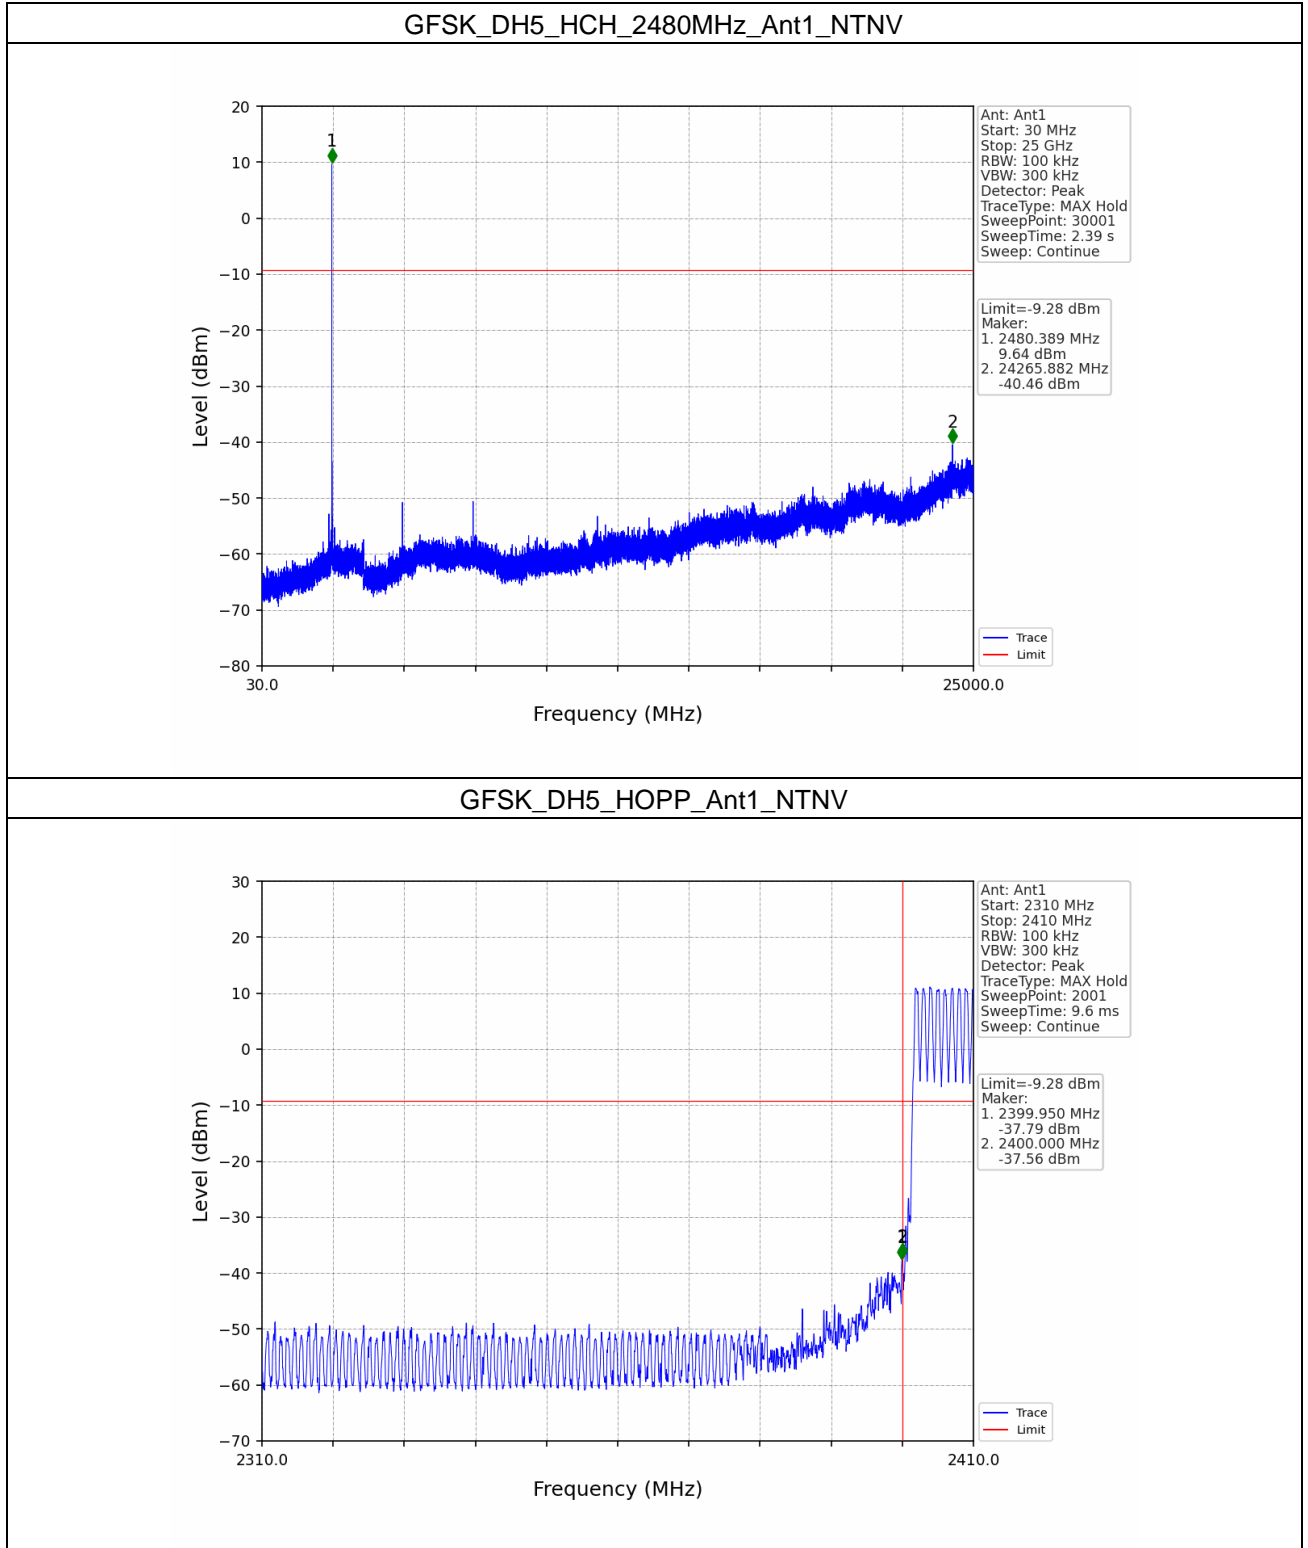 GFSK_DH5_HCH_2480MHz_Ant1_NTNV
20
10
0
−10
−20
−30
−40
−50
−60
−70
−80
Level (dBm)
1
2
30.0
25000.0
Frequency (MHz)
Ant: Ant1
Start: 30 MHz
Stop: 25 GHz
RBW: 100 kHz
VBW: 300 kHz
Detector: Peak
TraceType: MAX Hold
SweepPoint: 30001
SweepTime: 2.39 s
Sweep: Continue
Limit=-9.28 dBm
Maker:
1. 2480.389 MHz
9.64 dBm
2. 24265.882 MHz
-40.46 dBm
Trace
Limit
GFSK_DH5_HOPP_Ant1_NTNV
30
20
10
0
−10
−20
−30
−40
−50
−60
−70
Level (dBm)
2
2310.0
2410.0
Frequency (MHz)
Ant: Ant1
Start: 2310 MHz
Stop: 2410 MHz
RBW: 100 kHz
VBW: 300 kHz
Detector: Peak
TraceType: MAX Hold
SweepPoint: 2001
SweepTime: 9.6 ms
Sweep: Continue
Limit=-9.28 dBm
Maker:
1. 2399.950 MHz
-37.79 dBm
2. 2400.000 MHz
-37.56 dBm
Trace
Limit